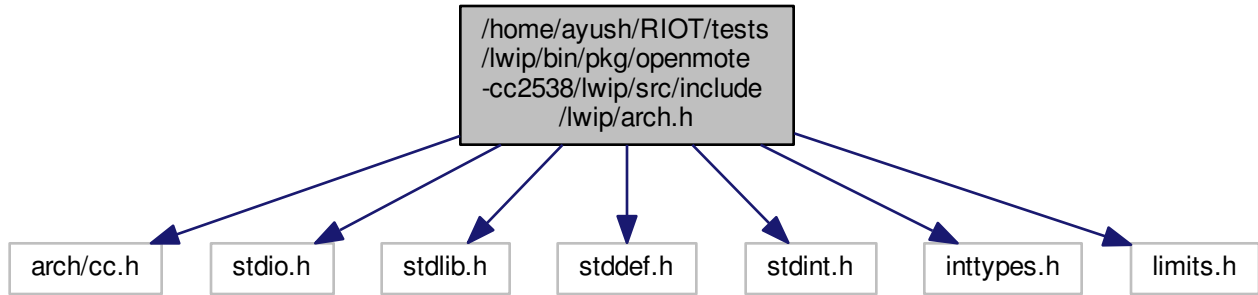 /home/ayush/RIOT/tests
/lwip/bin/pkg/openmote
-cc2538/lwip/src/include
/lwip/arch.h
arch/cc.h
stdio.h
stdlib.h
stddef.h
stdint.h
inttypes.h
limits.h